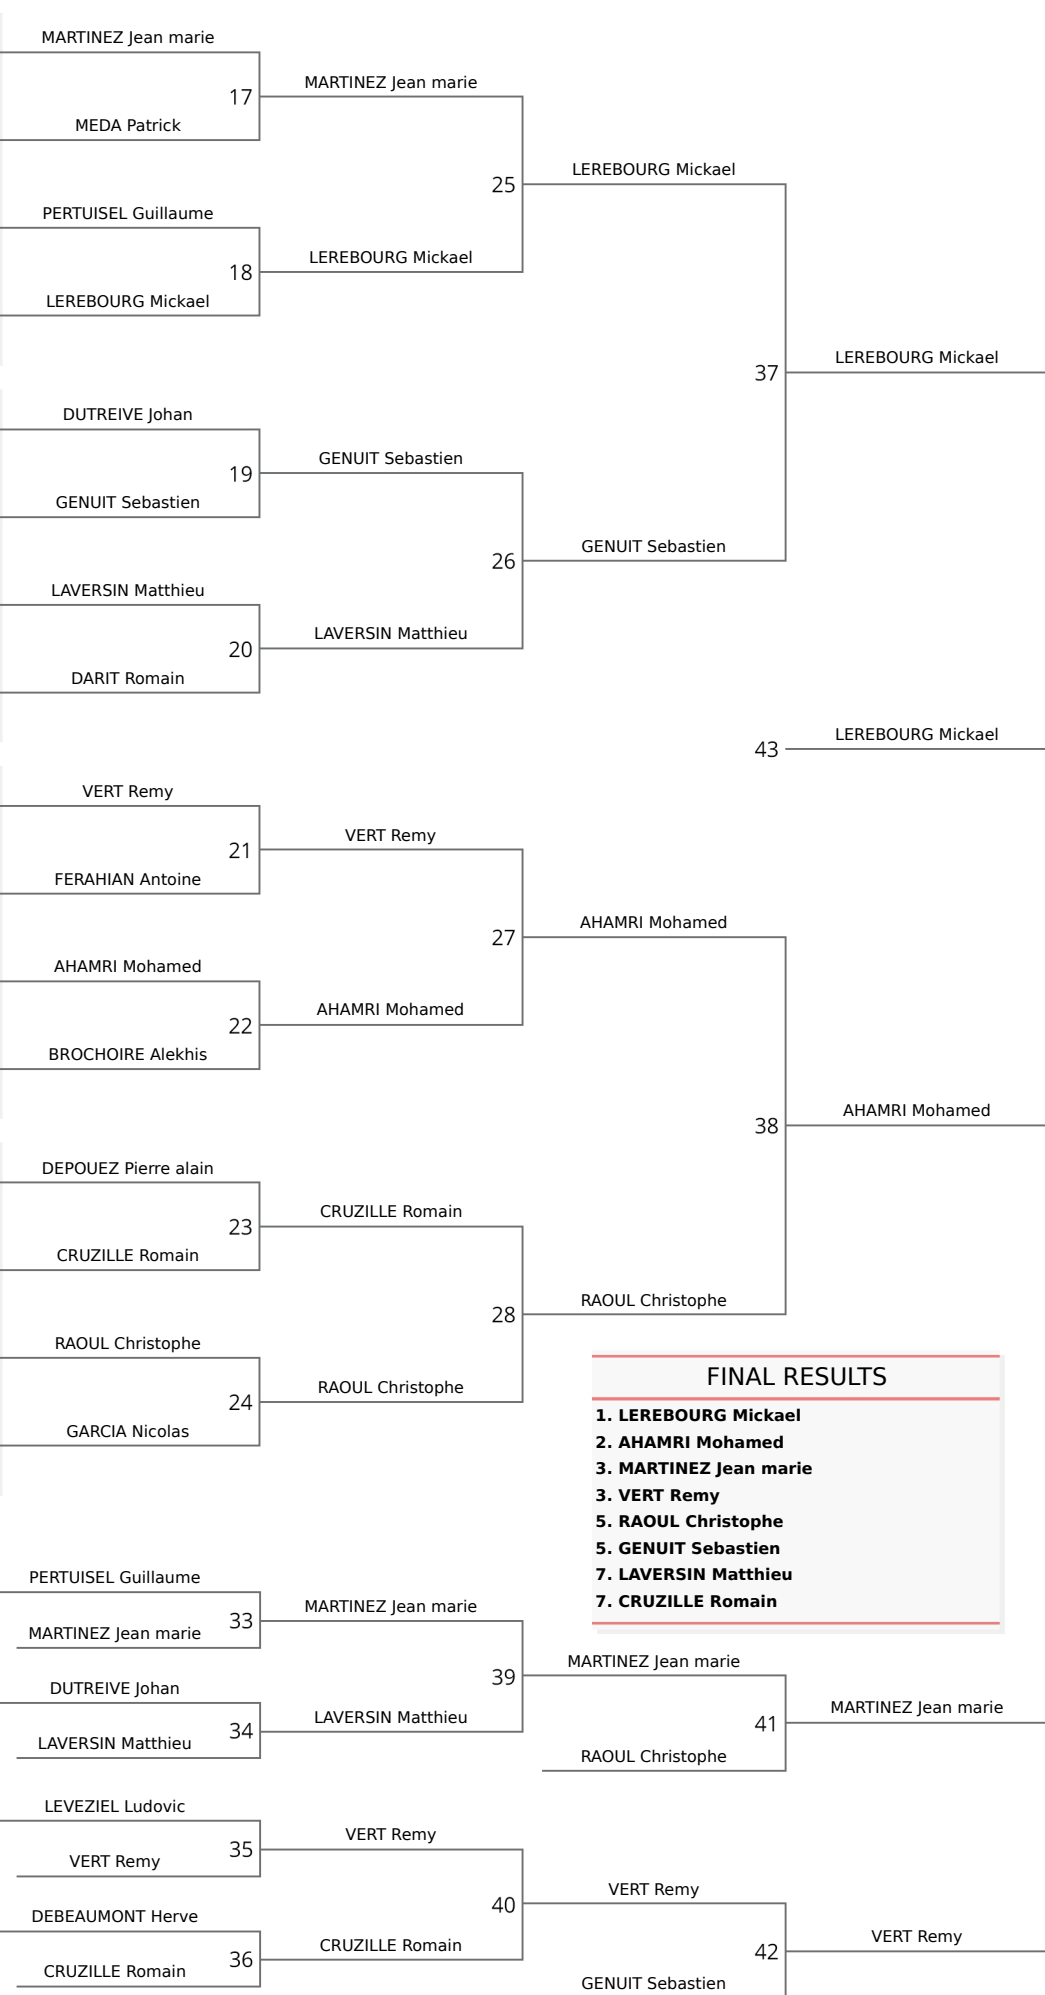 MARTINEZ Jean marie
MARTINEZ Jean marie
17
MEDA Patrick
LEREBOURG Mickael
25
PERTUISEL Guillaume
LEREBOURG Mickael
18
LEREBOURG Mickael
LEREBOURG Mickael
37
DUTREIVE Johan
GENUIT Sebastien
19
GENUIT Sebastien
GENUIT Sebastien
26
LAVERSIN Matthieu
LAVERSIN Matthieu
20
DARIT Romain
LEREBOURG Mickael
43
VERT Remy
VERT Remy
21
FERAHIAN Antoine
AHAMRI Mohamed
27
AHAMRI Mohamed
AHAMRI Mohamed
22
BROCHOIRE Alekhis
AHAMRI Mohamed
38
DEPOUEZ Pierre alain
CRUZILLE Romain
23
CRUZILLE Romain
RAOUL Christophe
28
RAOUL Christophe
RAOUL Christophe
24
GARCIA Nicolas
FINAL RESULTS
1. LEREBOURG Mickael
2. AHAMRI Mohamed
3. MARTINEZ Jean marie
3. VERT Remy
5. RAOUL Christophe
5. GENUIT Sebastien
7. LAVERSIN Matthieu
7. CRUZILLE Romain
PERTUISEL Guillaume
MARTINEZ Jean marie
33
MARTINEZ Jean marie
MARTINEZ Jean marie
39
DUTREIVE Johan
LAVERSIN Matthieu
34
LAVERSIN Matthieu
MARTINEZ Jean marie
41
RAOUL Christophe
LEVEZIEL Ludovic
VERT Remy
35
VERT Remy
VERT Remy
40
DEBEAUMONT Herve
CRUZILLE Romain
36
CRUZILLE Romain
VERT Remy
42
GENUIT Sebastien